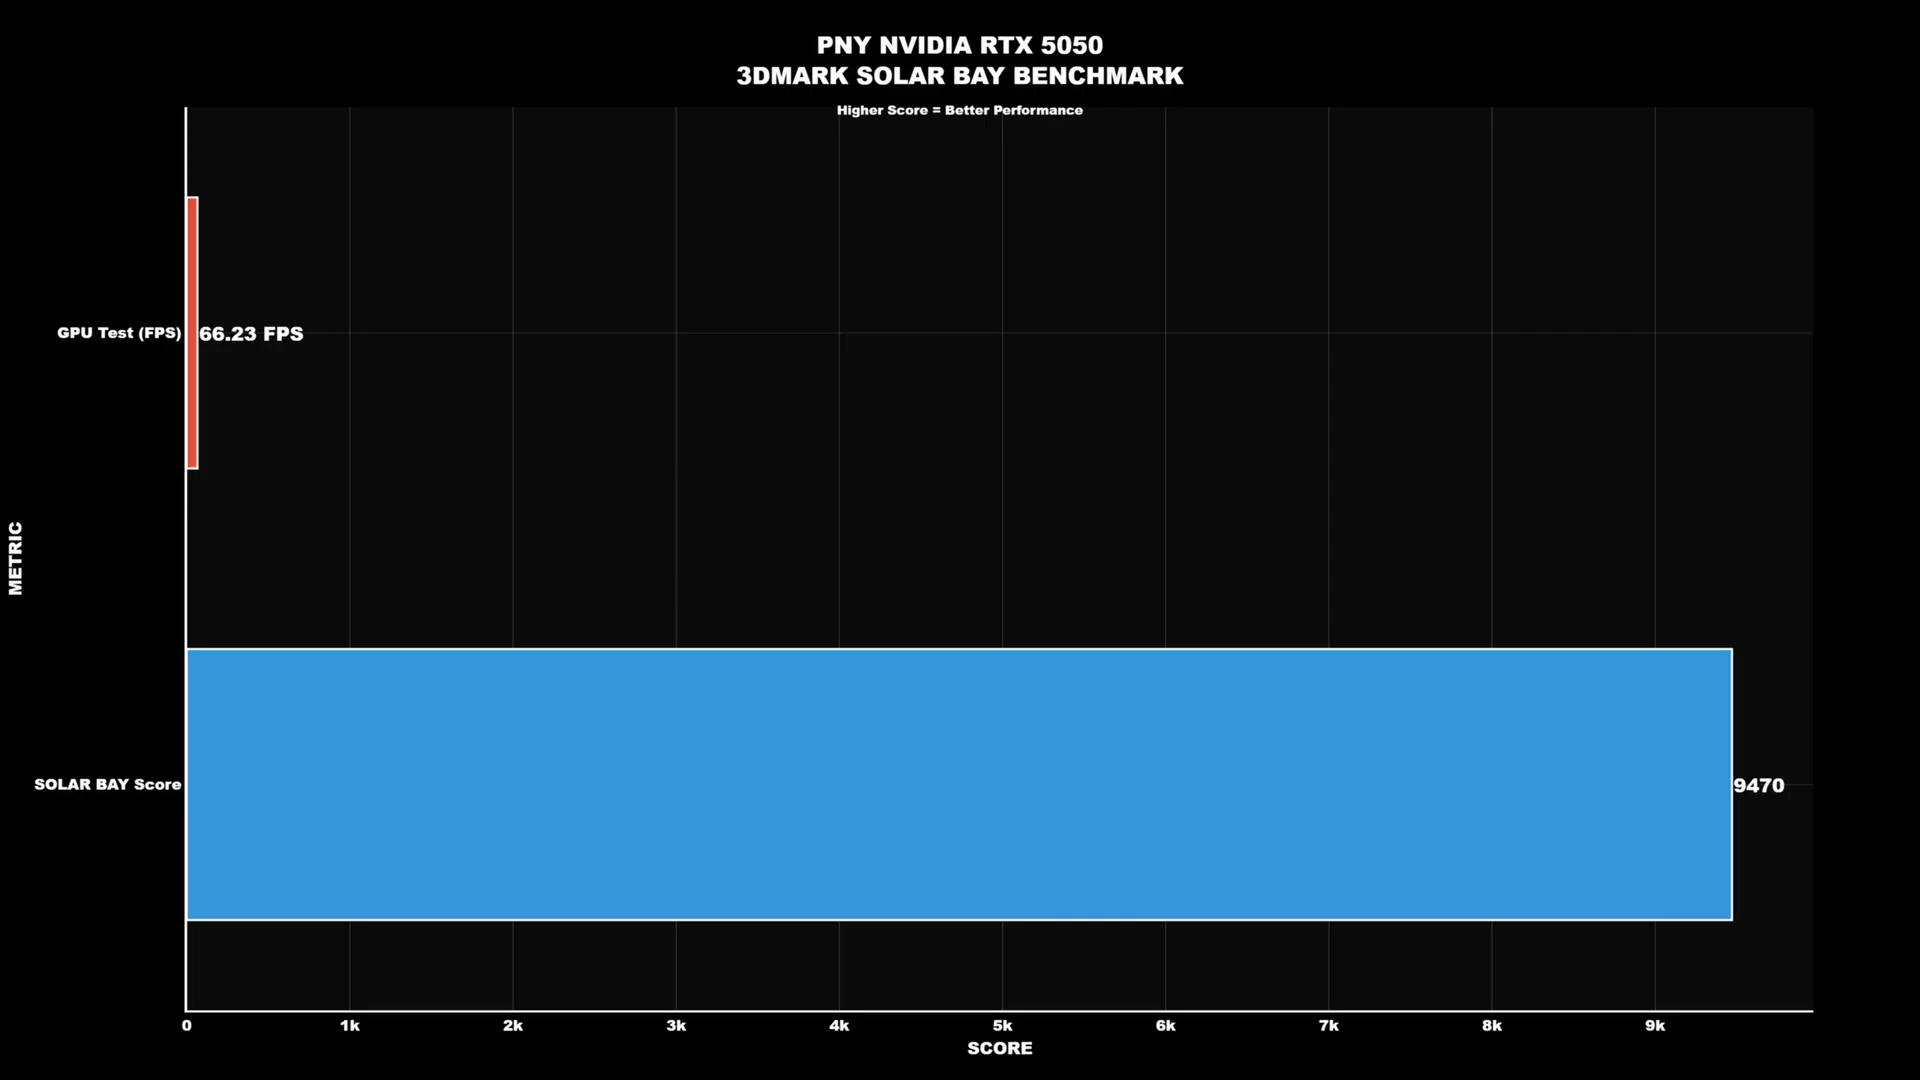 PNY NVIDIA RTX 5050
3DMARK SOLAR BAY BENCHMARK
Higher Score = Better Performance
GPU Test (FPS)
66.23 FPS
METRIC
SOLAR BAY Score
9470
0 1k 2k 3k 4k 5k 6k 7k 8k 9k
SCORE